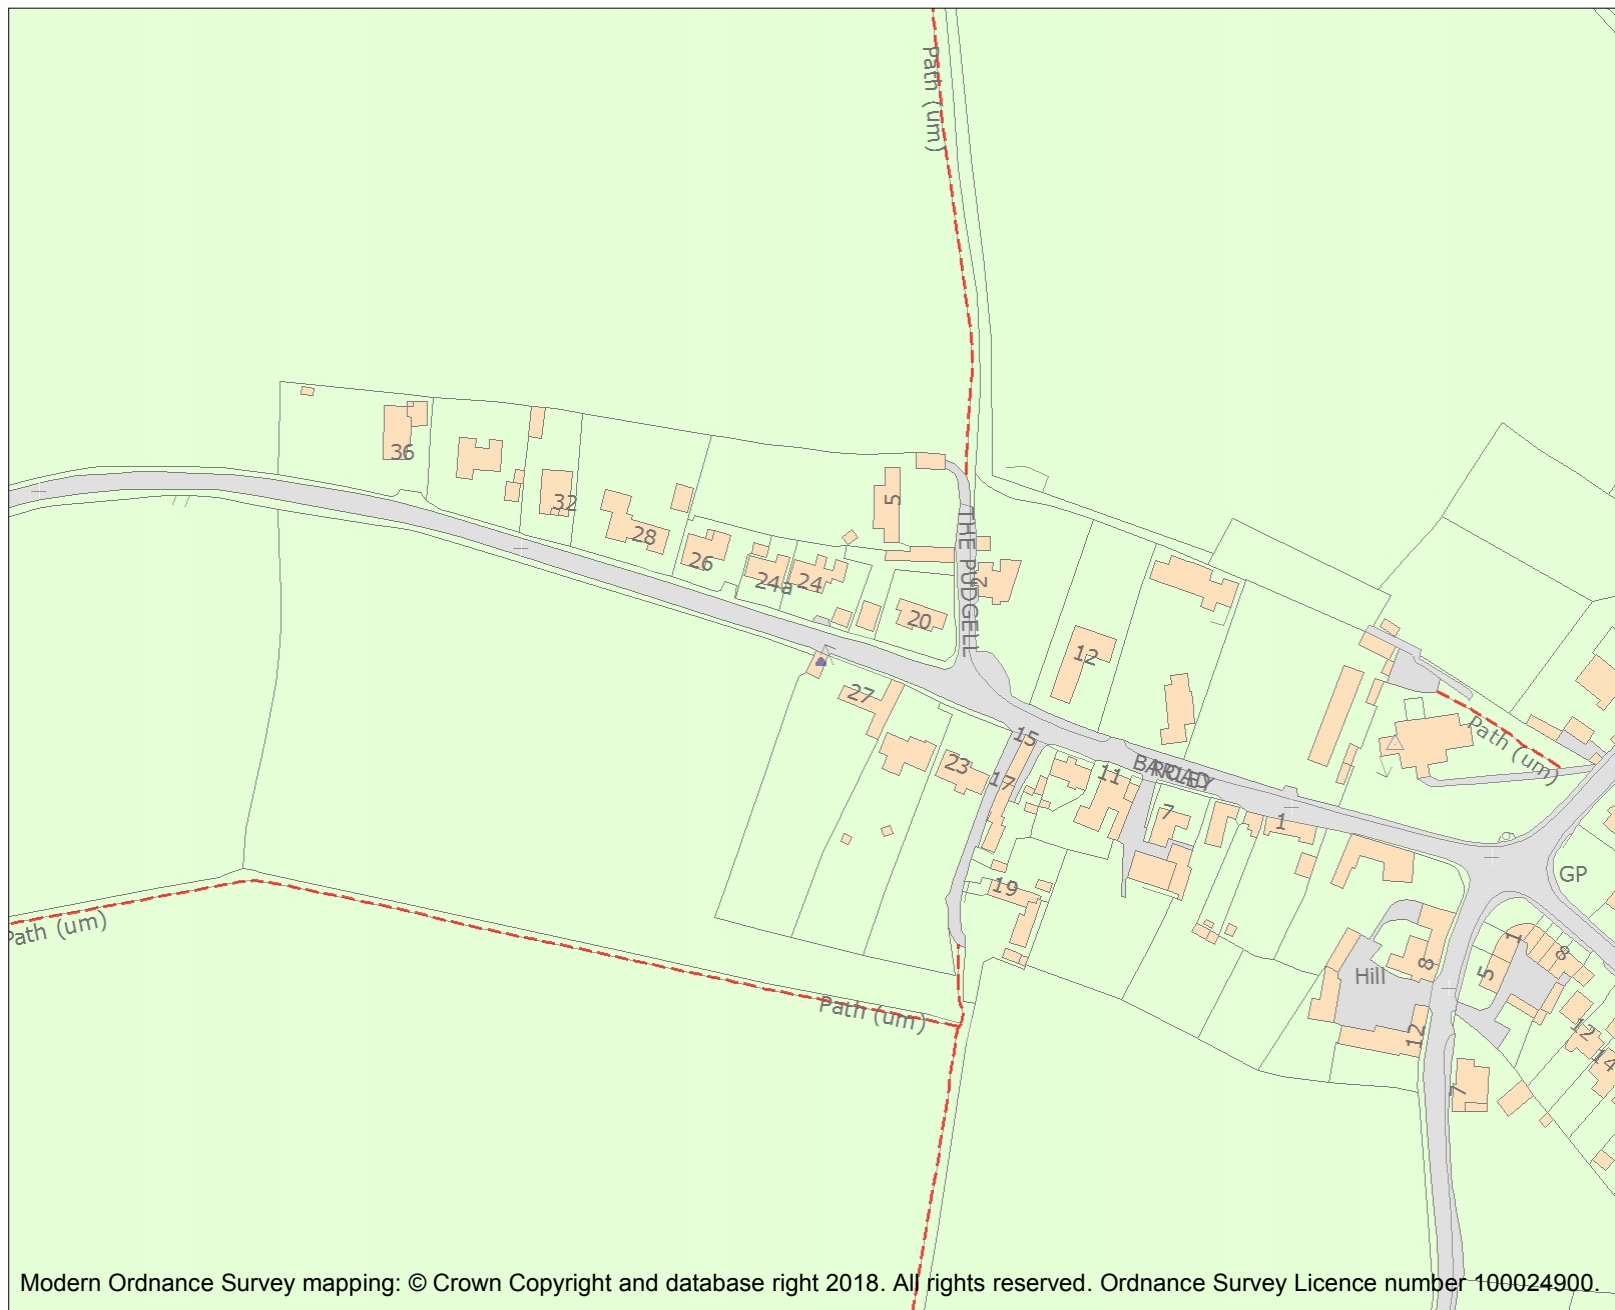 Path (um)
36
32
28
26
24a
24
5
20
THE PUDGELL
2
12
27
23
15
17
11
BARLEY
ROAD
7
1
19
Path (um)
GP
Path (um)
Path (um)
Hill
8
12
1
5
8
12
14
7
Modern Ordnance Survey mapping: © Crown Copyright and database right 2018. All rights reserved. Ordnance Survey Licence number 100024900.